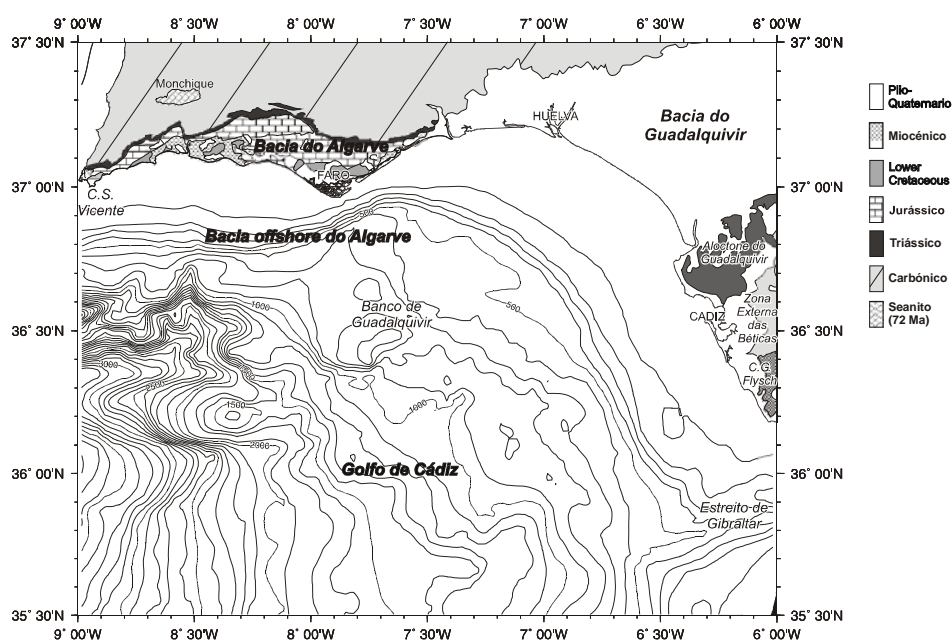 9° 00'W 8° 30'W 8° 00'W 7° 30'W 7° 00'W 6° 30'W 6° 00'W
37° 30'N 37° 30'N
Monchique
HUELVA
Bacia do
Guadalquivir
Bacia do Algarve
FARO
37° 00'N 37° 00'N
C.S.
Vicente
500
Bacia offshore do Algarve
Alóctone do
Guadalquivir
1000
Banco de
Guadalquivir
500
CADIZ
Zona
Externa
das
Béticas
36° 30'N 36° 30'N
3000
2500
C.G.
Flysch
1500
1000
2000
Golfo de Cádiz
36° 00'N 36° 00'N
Estreito de
Gibraltar
35° 30'N 35° 30'N
9° 00'W 8° 30'W 8° 00'W 7° 30'W 7° 00'W 6° 30'W 6° 00'W
Plio-
Quaternario
Miocénico
Lower
Cretaceous
Jurássico
Triássico
Carbónico
Seanito
(72 Ma)